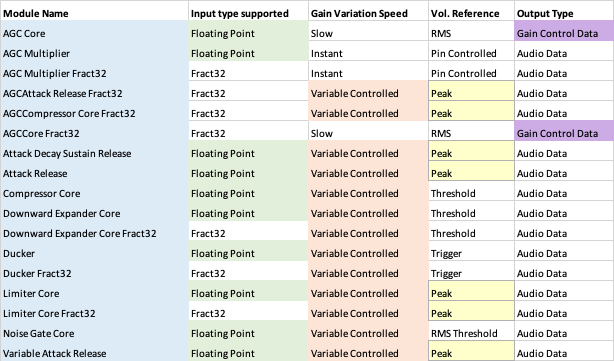 Module Name Input type supported Gain Variation Speed Vol. Reference Output Type
AGC Core Floating Point Slow RMS Gain Control Data
AGC Multiplier Floating Point Instant Pin Controlled Audio Data
AGC Multiplier Fract32 Fract32 Instant Pin Controlled Audio Data
AGCAttack Release Fract32 Fract32 Variable Controlled Peak Audio Data
AGCCompressor Core Fract32 Fract32 Variable Controlled Peak Audio Data
AGCCore Fract32 Fract32 Slow RMS Gain Control Data
Attack Decay Sustain Release Floating Point Variable Controlled Peak Audio Data
Attack Release Floating Point Variable Controlled Peak Audio Data
Compressor Core Floating Point Variable Controlled Threshold Audio Data
Downward Expander Core Floating Point Variable Controlled Threshold Audio Data
Downward Expander Core Fract32 Fract32 Variable Controlled Threshold Audio Data
Ducker Floating Point Variable Controlled Trigger Audio Data
Ducker Fract32 Fract32 Variable Controlled Trigger Audio Data
Limiter Core Floating Point Variable Controlled Peak Audio Data
Limiter Core Fract32 Fract32 Variable Controlled Peak Audio Data
Noise Gate Core Floating Point Variable Controlled RMS Threshold Audio Data
Variable Attack Release Floating Point Variable Controlled Peak Audio Data